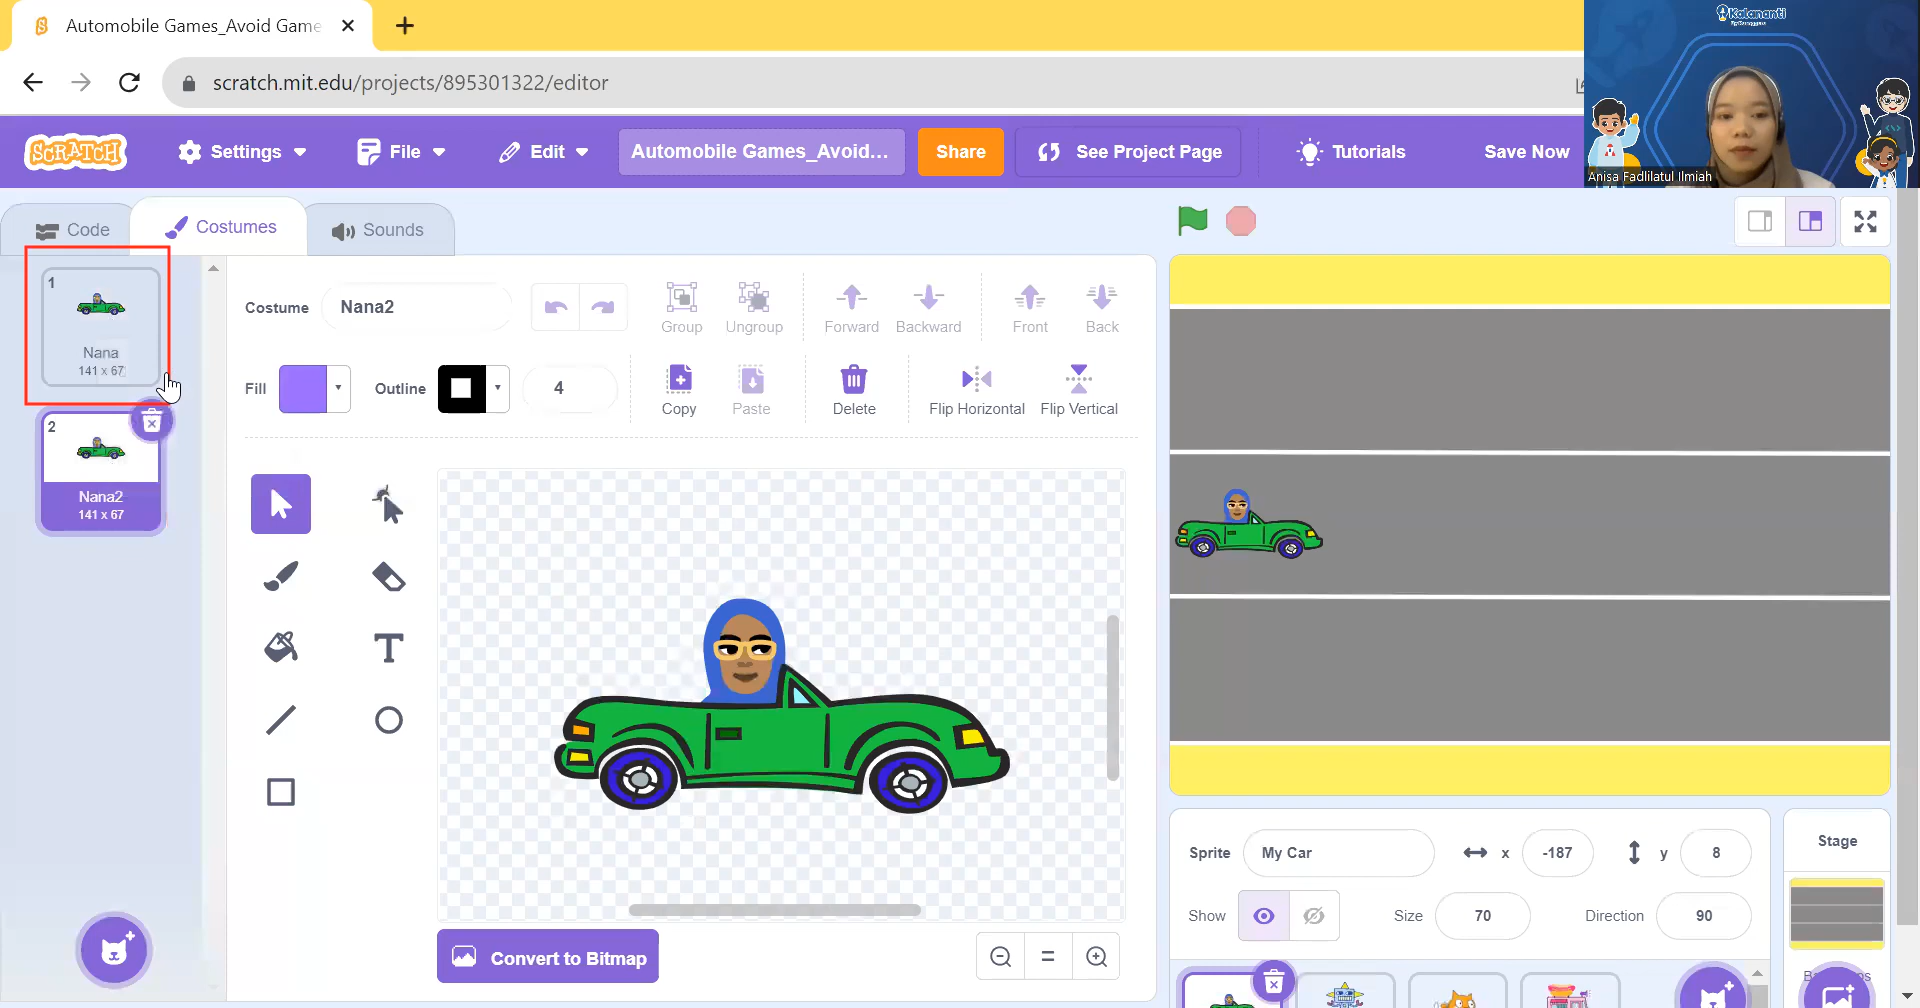 Automobile Games_Avoid Game
scratch.mit.edu/projects/895301322/editor
Kalananti
Anisa Fadlilatul Ilmiah
SCRATCH
Settings
File
Edit
Automobile Games_Avoid...
Share
See Project Page
Tutorials
Save Now
Code
Costumes
Sounds
1
Nana
141 x 67
2
Nana2
141 x 67
Costume
Nana2
Group
Ungroup
Forward
Backward
Front
Back
Fill
Outline
4
Copy
Paste
Delete
Flip Horizontal
Flip Vertical
T
Convert to Bitmap
Sprite
My Car
x
-187
y
8
Show
Size
70
Direction
90
Stage